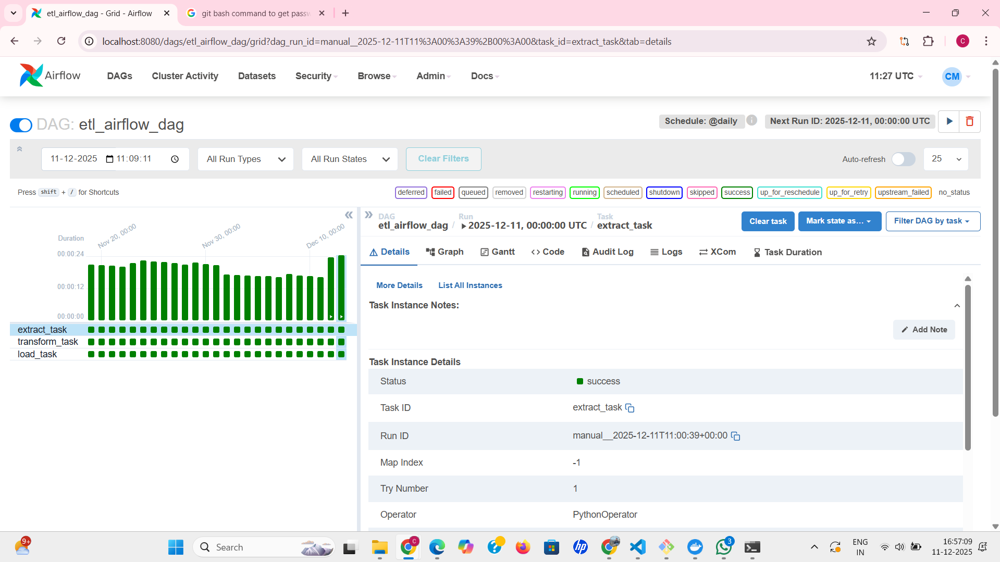 etl_airflow_dag - Grid - Airflow
git bash command to get passw
localhost:8080/dags/etl_airflow_dag/grid?dag_run_id=manual__2025-12-11T11%3A00%3A39%2B00%3A00&task_id=extract_task&tab=details
C
Airflow
DAGs
Cluster Activity
Datasets
Security
Browse
Admin
Docs
11:27 UTC
CM
DAG: etl_airflow_dag
Schedule: @daily
i
Next Run ID: 2025-12-11, 00:00:00 UTC
11-12-2025 11:09:11
All Run Types
All Run States
Clear Filters
Auto-refresh
25
Press shift + / for Shortcuts
deferred
failed
queued
removed
restarting
running
scheduled
shutdown
skipped
success
up_for_reschedule
up_for_retry
upstream_failed
no_status
Duration
00:00:24
00:00:12
00:00:00
Nov 20, 00:00
Nov 30, 00:00
Dec 10, 00:00
extract_task
transform_task
load_task
DAG
etl_airflow_dag
/
Run
2025-12-11, 00:00:00 UTC
/
Task
extract_task
Clear task
Mark state as…
Filter DAG by task
Details
Graph
Gantt
Code
Audit Log
Logs
XCom
Task Duration
More Details
List All Instances
Task Instance Notes:
Add Note
Task Instance Details
Status
success
Task ID
extract_task
Run ID
manual__2025-12-11T11:00:39+00:00
Map Index
-1
Try Number
1
Operator
PythonOperator
9+
Search
C
hp
3
ENG
IN
16:57:09
11-12-2025